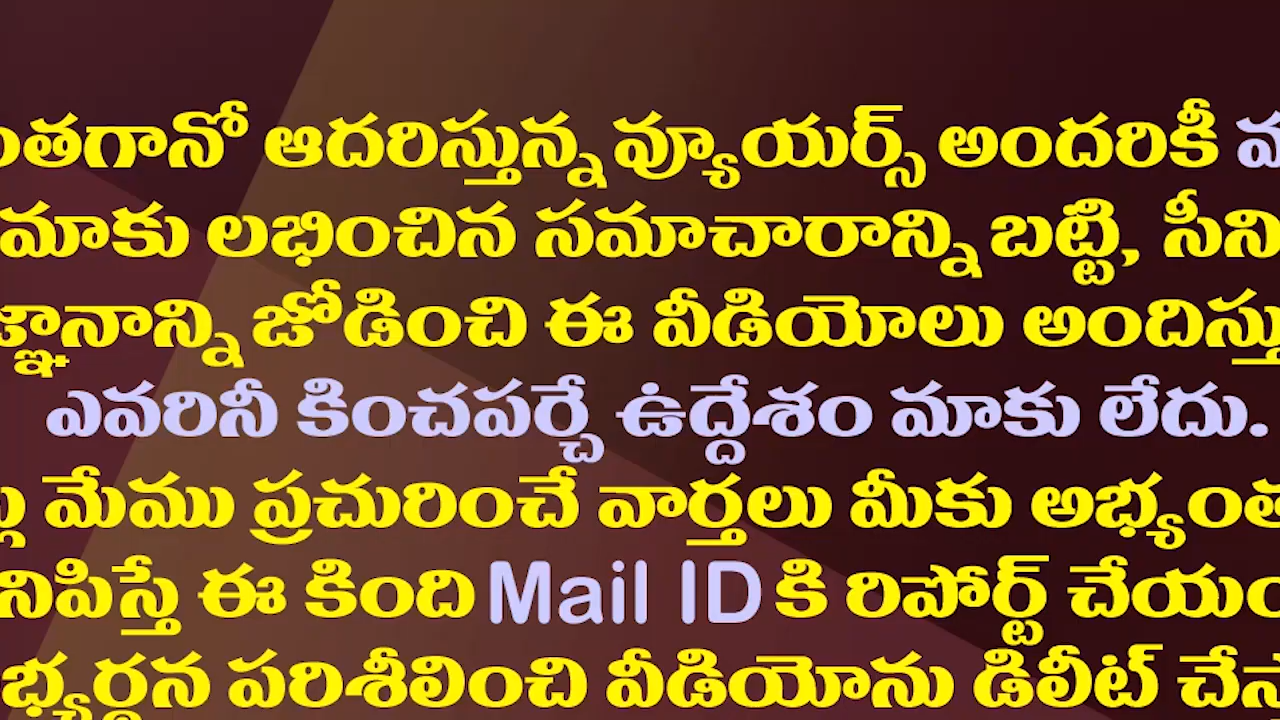 ంతగానో ఆదరిస్తున్న వ్యూయర్స్ అందరికీ
మాకు లభించిన సమాచారాన్ని బట్టి, సీని
జ్ఞానాన్ని జోడించి ఈ వీడియోలు అందిస్తు
ఎవరినీ కించపర్చే ఉద్దేశం మాకు లేదు.
మేము ప్రచురించే వార్తలు మీకు అభ్యంత
నిపిస్తే ఈ కింది Mail ID కి రిపోర్ట్ చేయం
భ్యర్థన పరిశీలించి వీడియోను డిలీట్ చేస